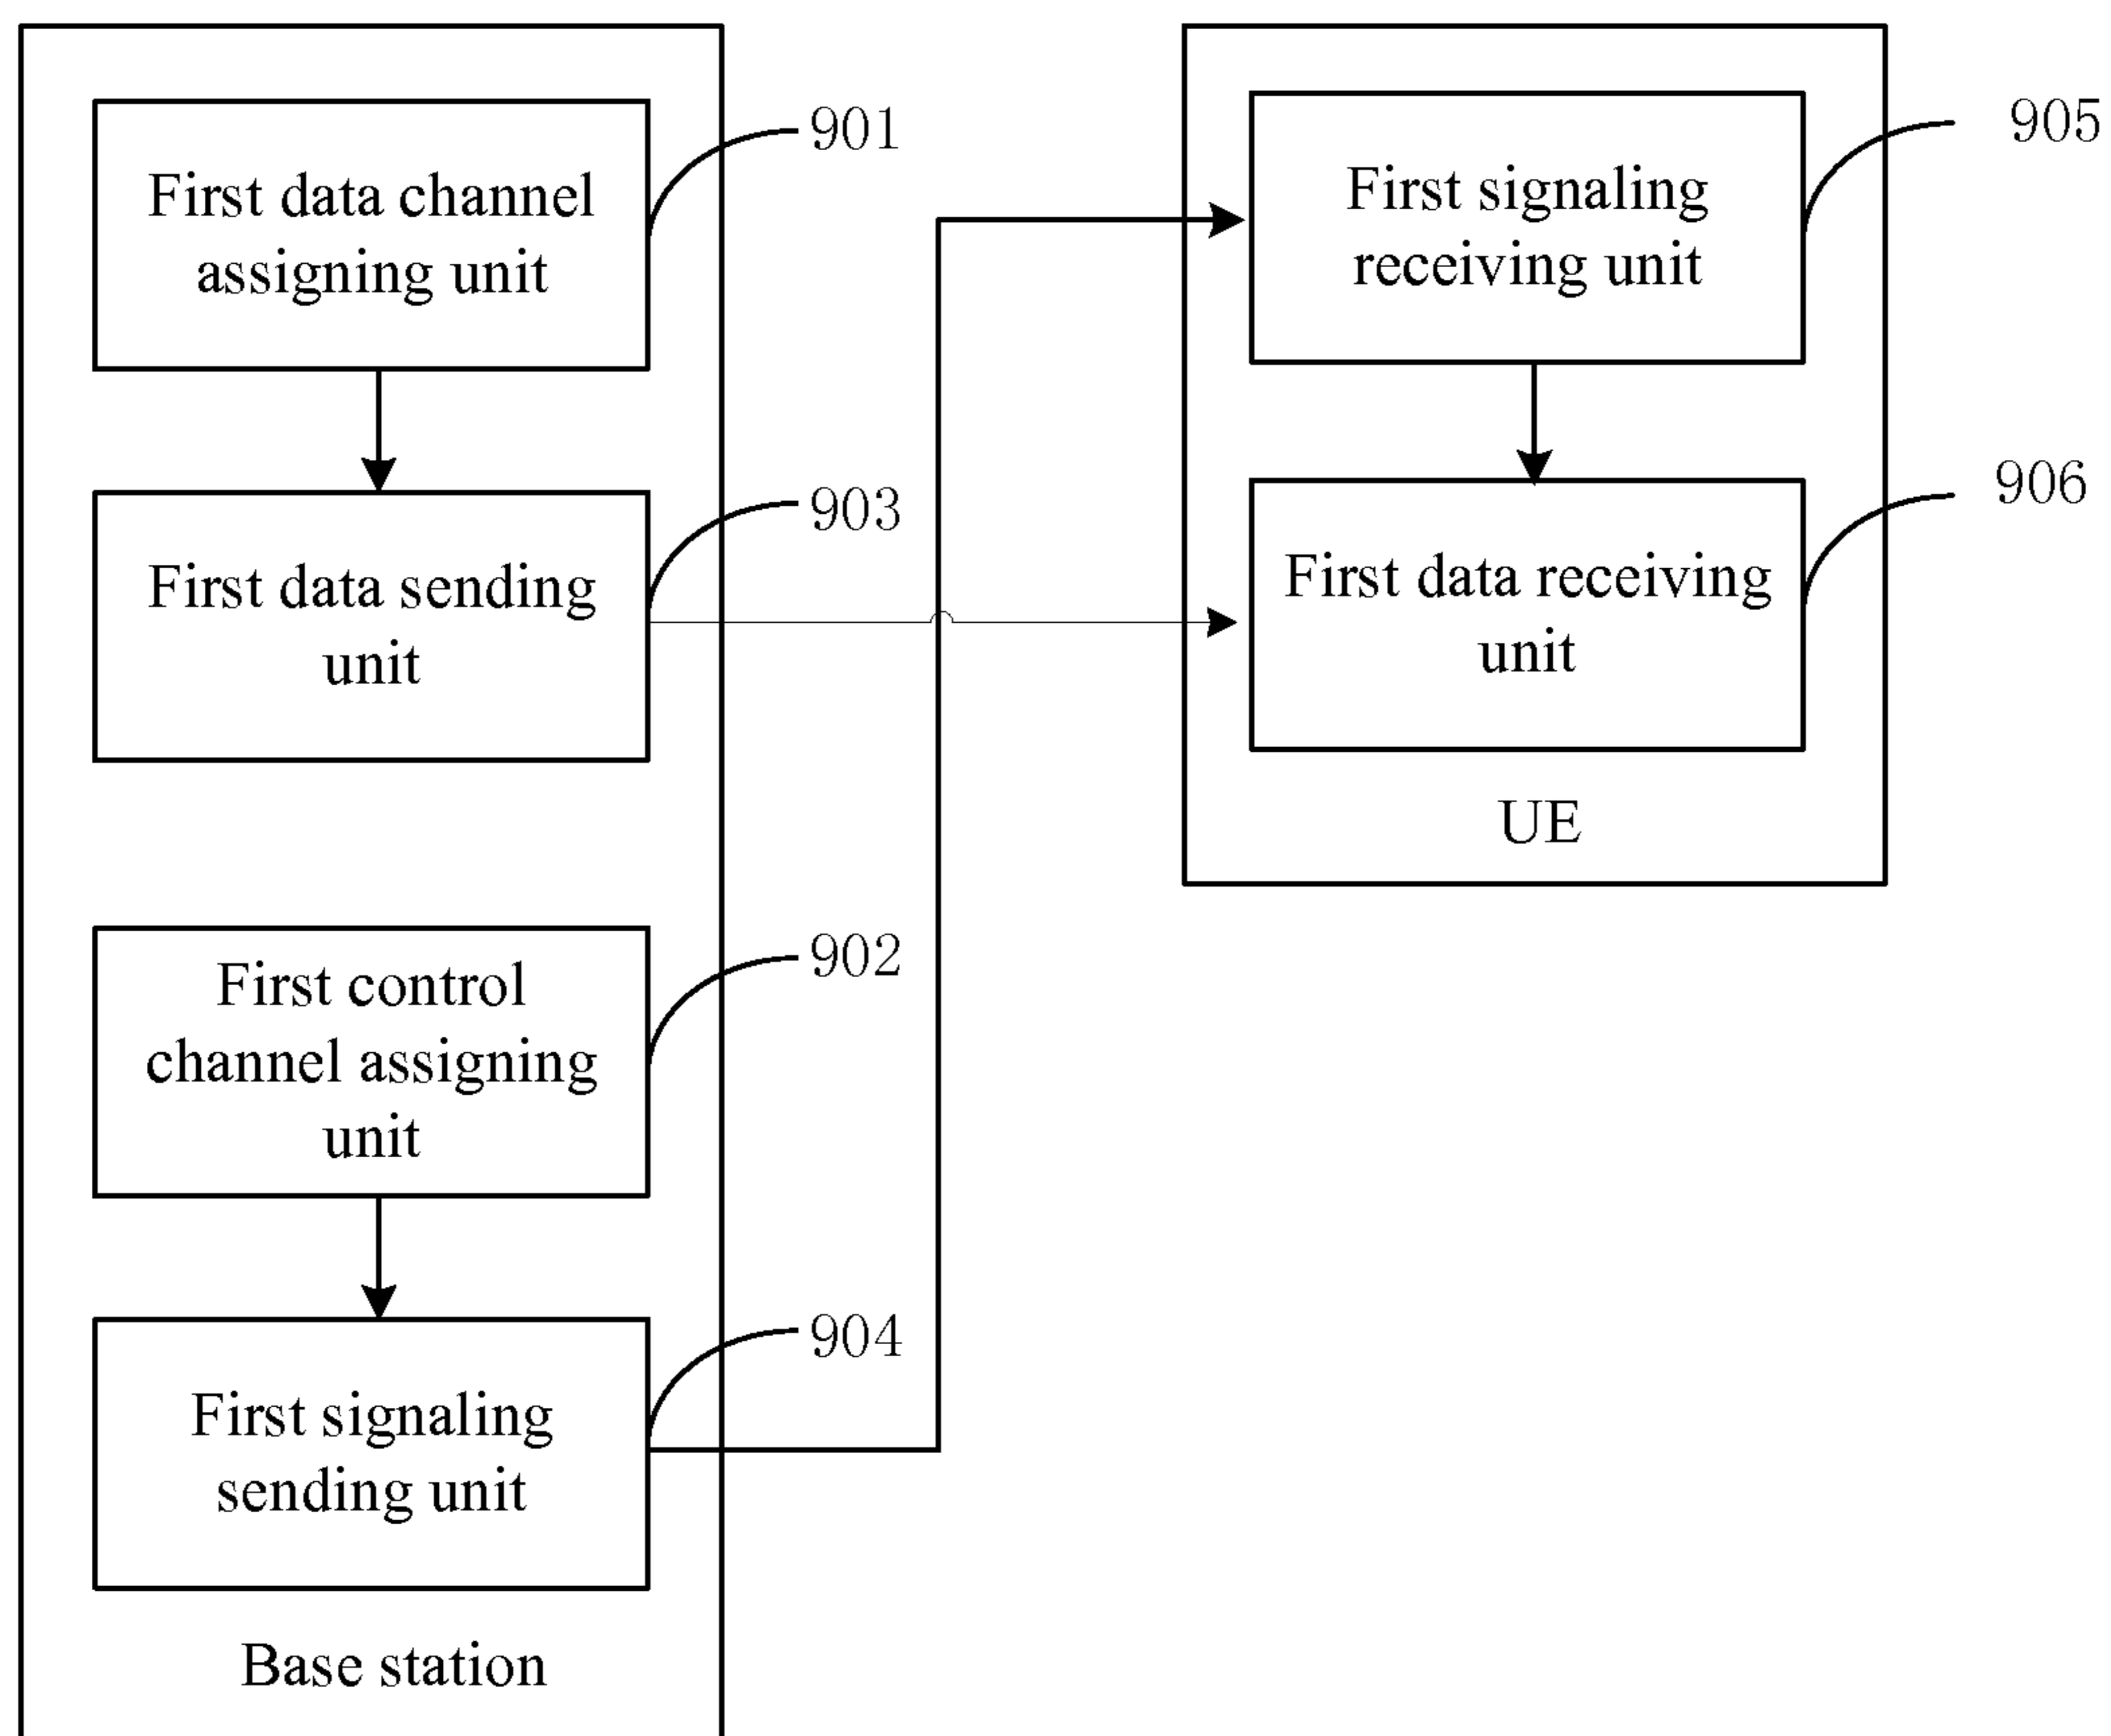 First data channel
assigning unit
901
First data sending
unit
903
First control
channel assigning
unit
902
First signaling
sending unit
904
Base station
First signaling
receiving unit
905
First data receiving
unit
906
UE